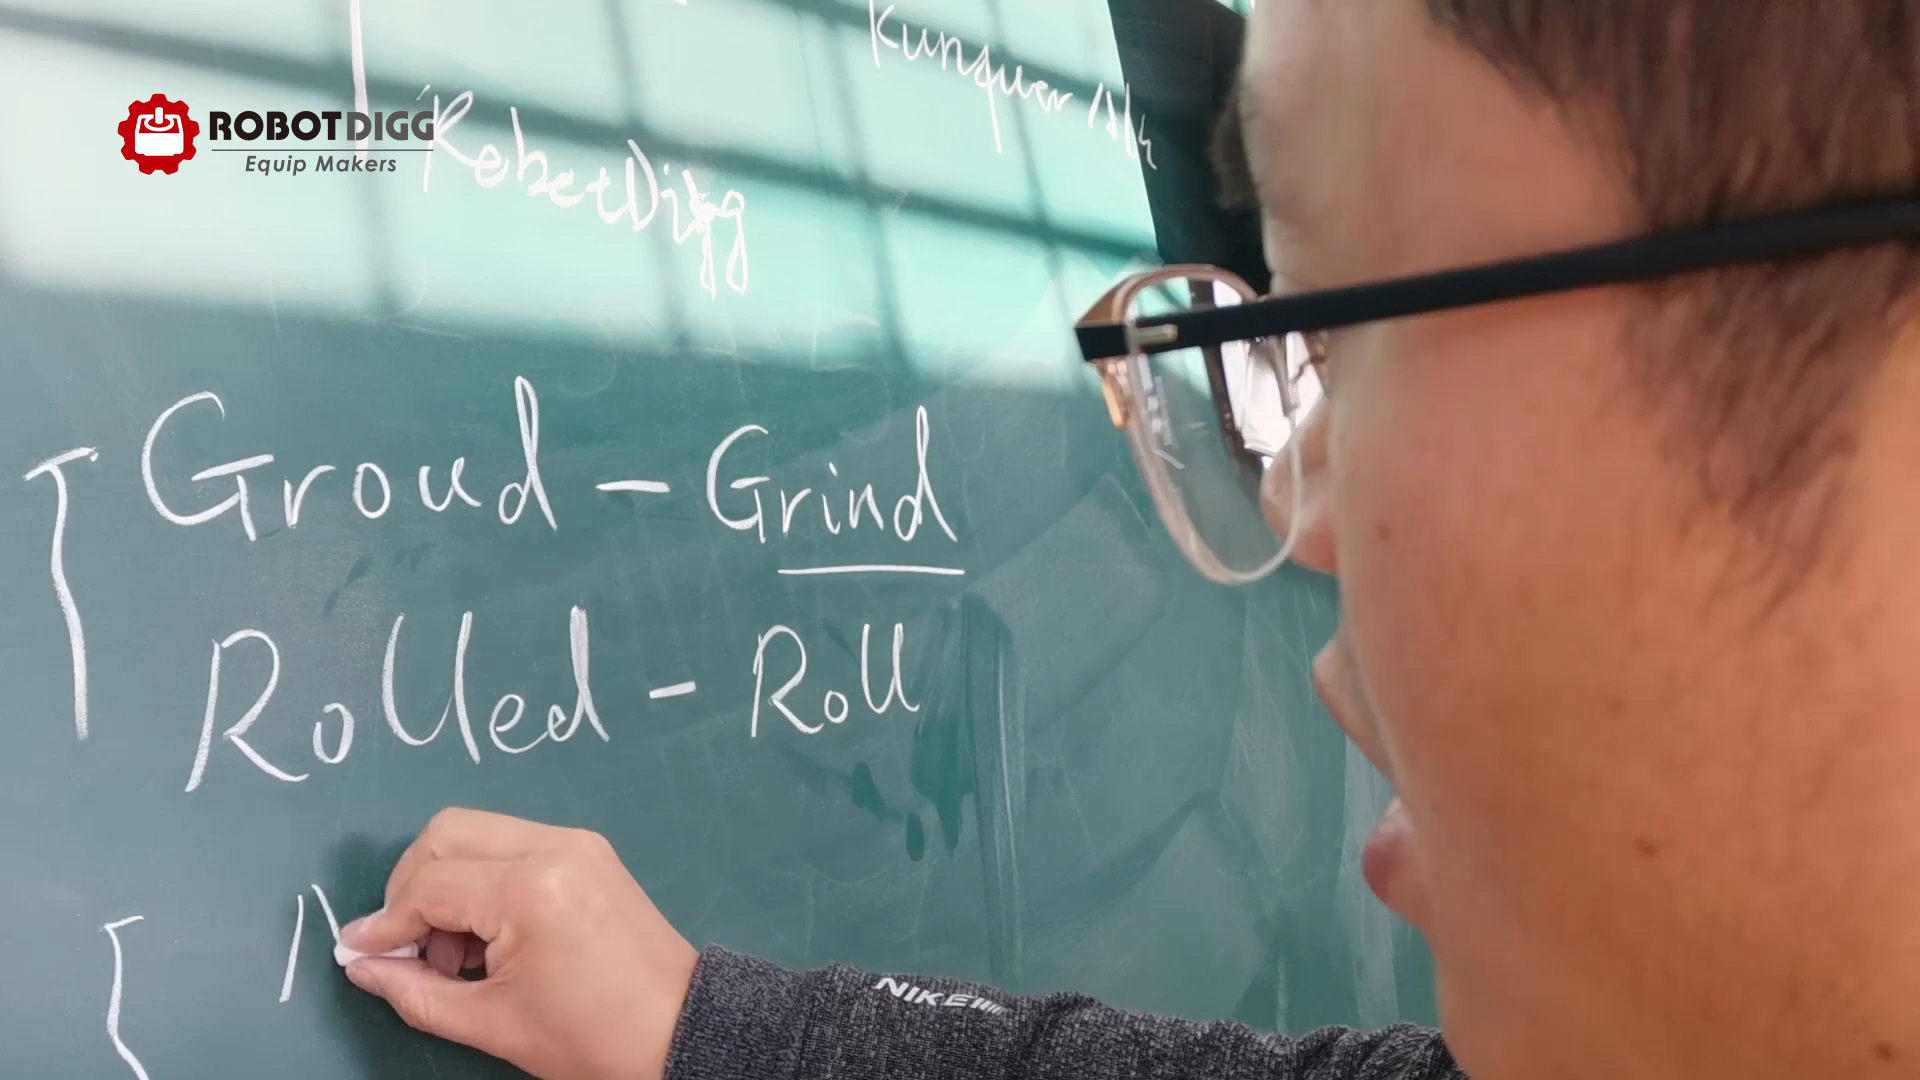 Kunquer
ROBOTDIGG
Equip Makers
RobotDigg
Groud - Grind
Rolled - Roll
NIKE